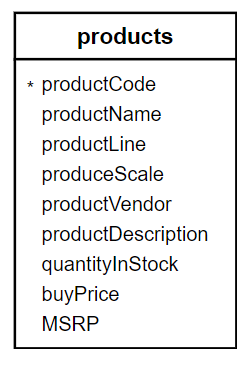 products
* productCode
productName
productLine
produceScale
productVendor
productDescription
quantityInStock
buyPrice
MSRP